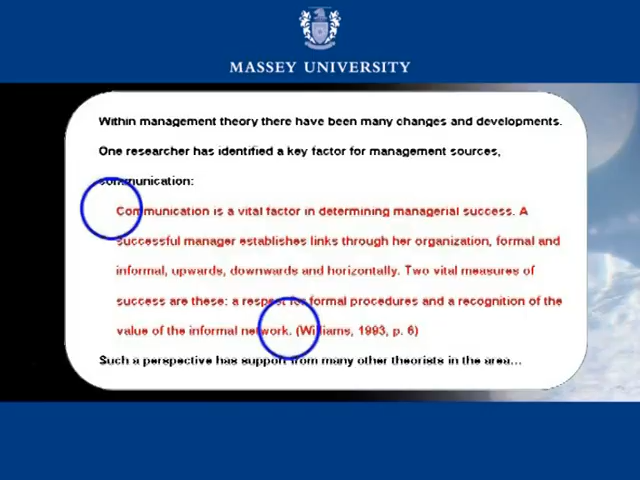 MASSEY UNIVERSITY
Within management theory there have been many changes and developments.
One researcher has identified a key factor for management sources,
communication:
Communication is a vital factor in determining managerial success. A
successful manager establishes links through her organization, formal and
informal, upwards, downwards and horizontally. Two vital measures of
success are these: a respect for formal procedures and a recognition of the
value of the informal network. (Williams, 1993, p. 6)
Such a perspective has support from many other theorists in the area...